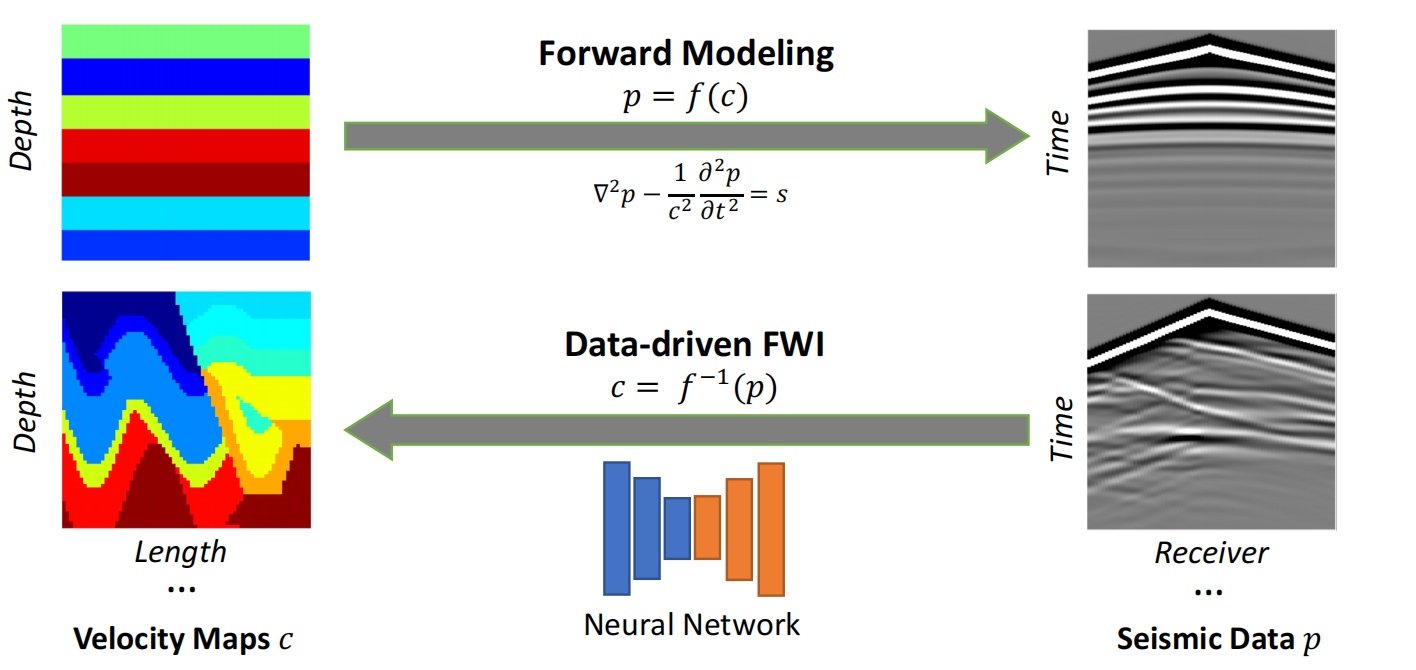 Forward Modeling
p = f(c)
∇²p − 1/c² ∂²p/∂t² = s
Depth
Time
Data-driven FWI
c = f⁻¹(p)
Depth
Time
Length
...
Velocity Maps c
Neural Network
Receiver
...
Seismic Data p